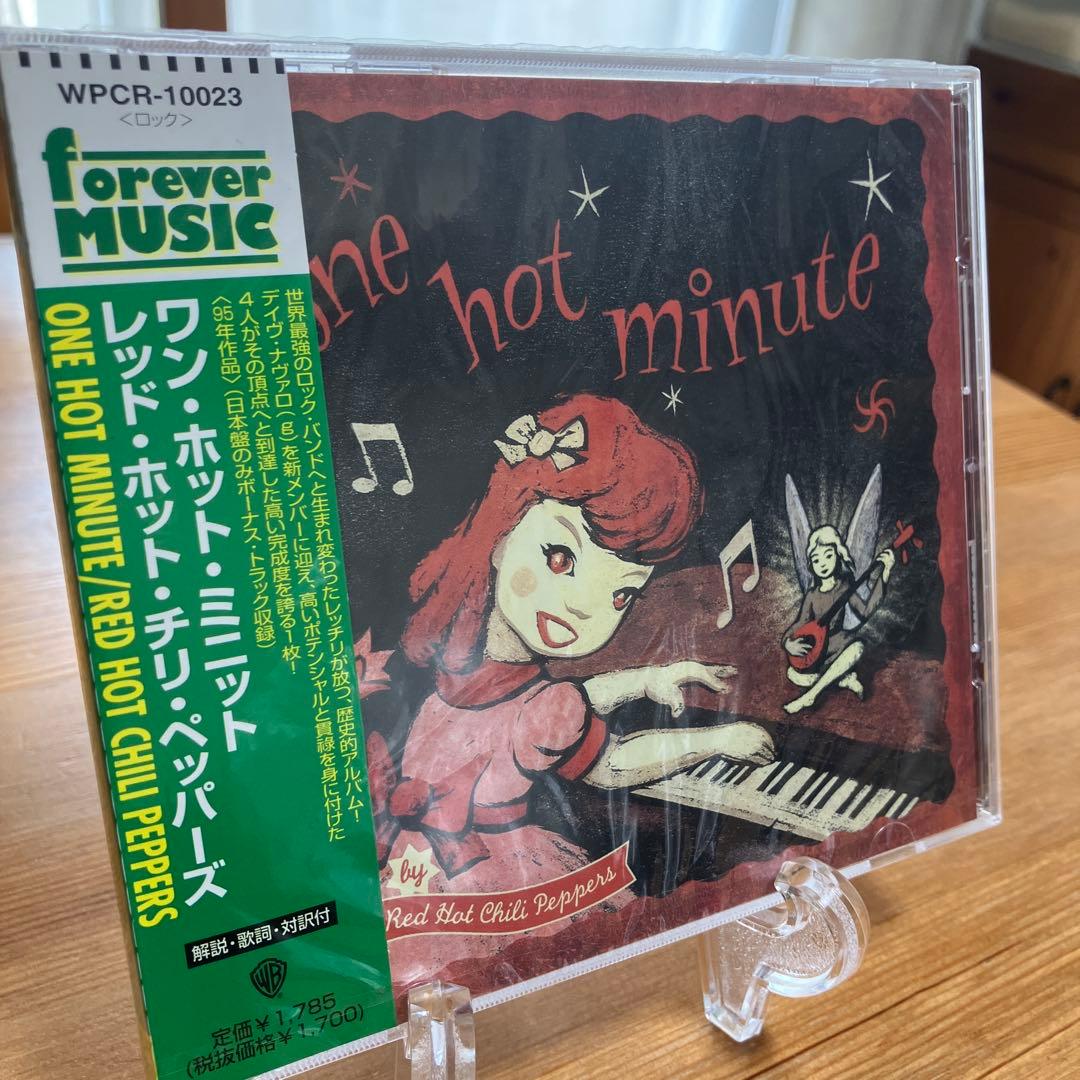 WPCR-10023
<ロック>
forever
MUSIC
ワン・ホット・ミニット
レッド・ホット・チリ・ペッパーズ
ONE HOT MINUTE/RED HOT CHILI PEPPERS
世界最強のロック・バンドへと生まれ変わったレッチリが放つ、歴史的アルバム!
デイヴ・ナヴァロ(g)を新メンバーに迎え、高いポテンシャルと貫禄を身に付けた
4人がその頂点へと到達した高い完成度を誇る1枚!
〈95年作品〉(日本盤のみボーナス・トラック収録)
解説・歌詞・対訳付
WB
定価¥1,785
(税抜価格¥1,700)
one hot minute
by
Red Hot Chili Peppers